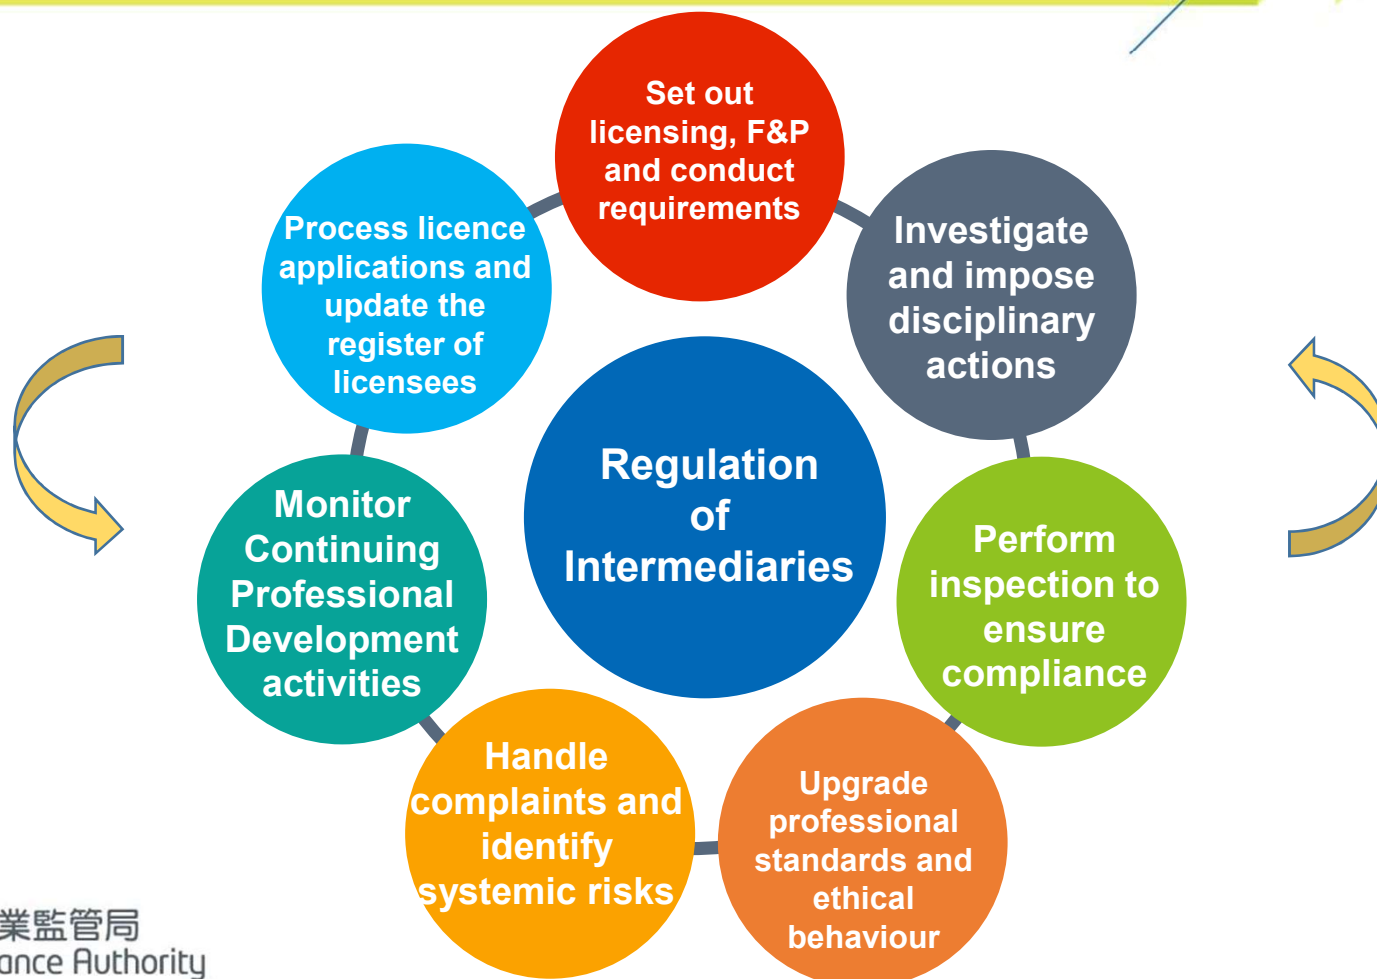 Set out
licensing, F&P
and conduct
requirements
Process licence
applications and
update the
register of
licensees
Investigate
and impose
disciplinary
actions
Regulation
of
Intermediaries
Monitor
Continuing
Professional
Development
activities
Perform
inspection to
ensure
compliance
Handle
complaints and
identify
systemic risks
Upgrade
professional
standards and
ethical
behaviour
業監管局
ance Authority